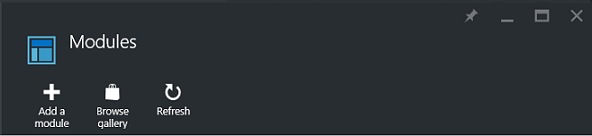 Modules
Add a
module
Browse
gallery
Refresh